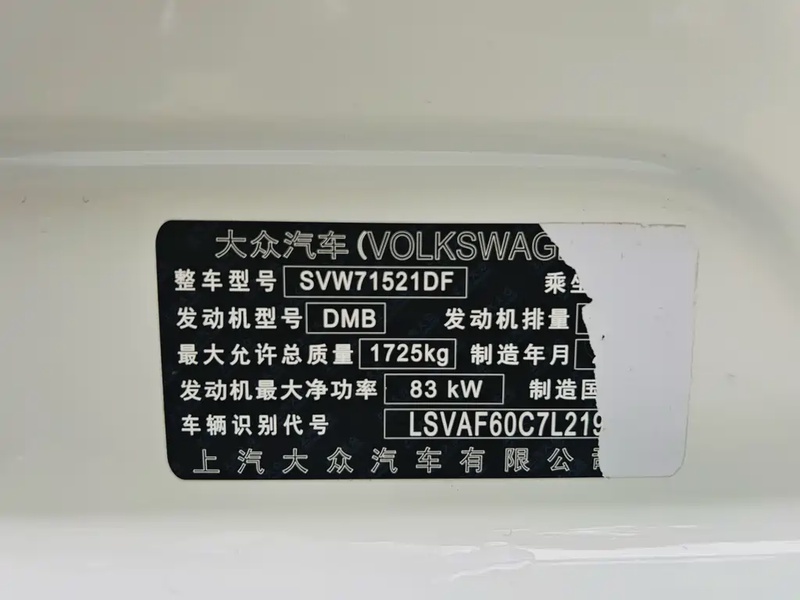 大众汽车(VOLKSWAG
整车型号 SVW71521DF 乘
发动机型号 DMB 发动机排量
最大允许总质量 1725kg 制造年月
发动机最大净功率 83 kW 制造国
车辆识别代号 LSVAF60C7L219
上汽大众汽车有限公司